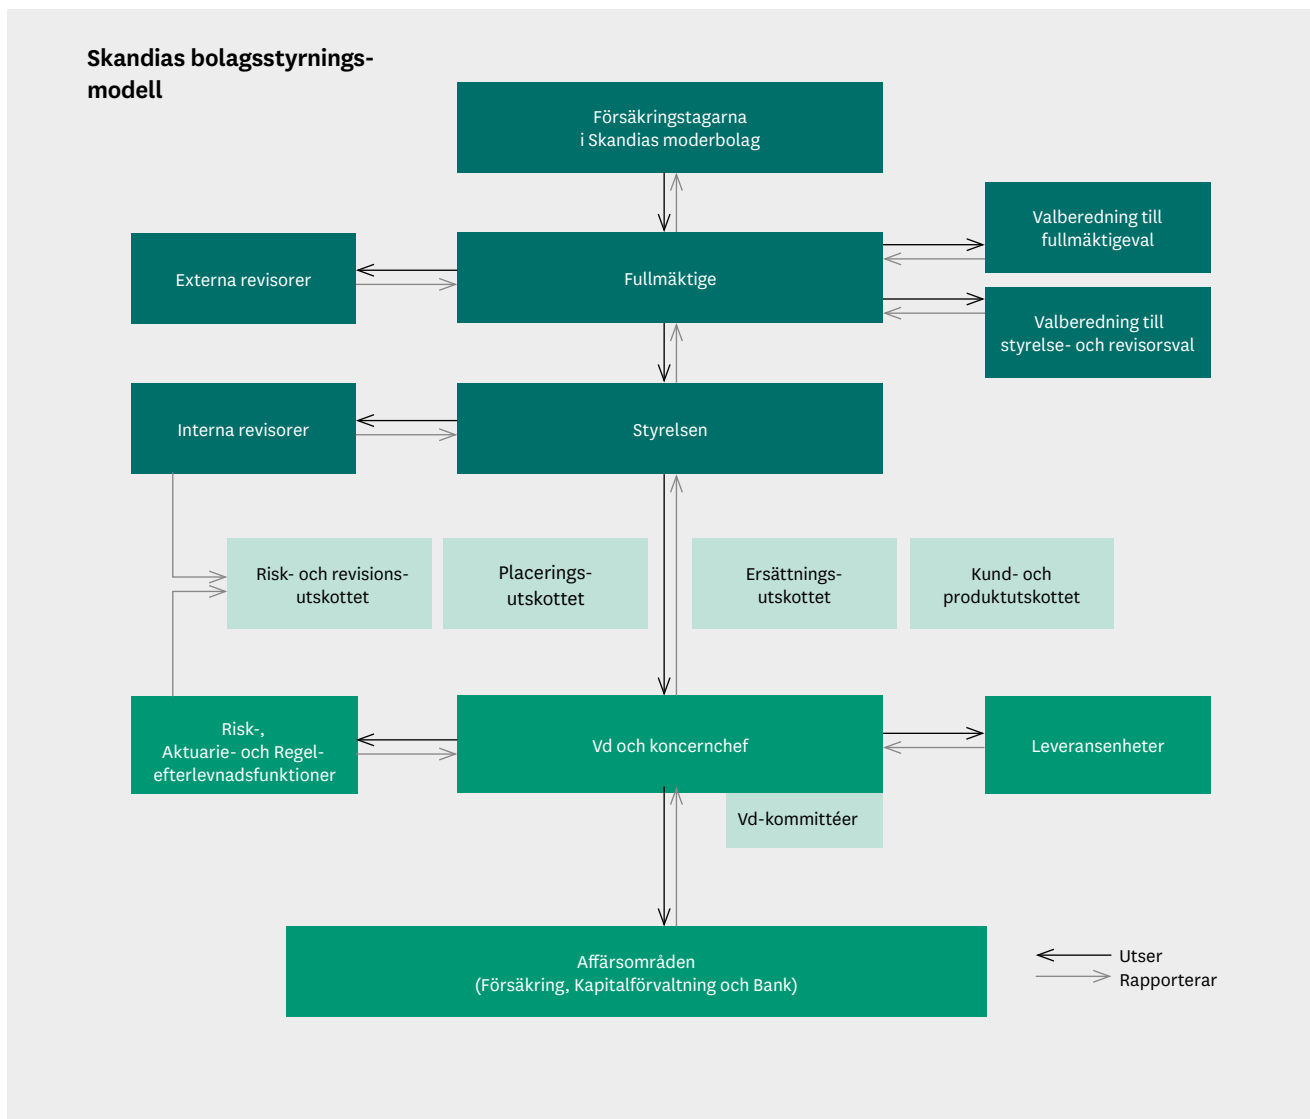 Skandias bolagsstyrnings-
modell
Försäkringstagarna
i Skandias moderbolag
Valberedning till
fullmäktigeval
Externa revisorer
Fullmäktige
Valberedning till
styrelse- och revisorsval
Interna revisorer
Styrelsen
Risk- och revisions-
utskottet
Placerings-
utskottet
Ersättnings-
utskottet
Kund- och
produktutskottet
Risk-,
Aktuarie- och Regel-
efterlevnadsfunktioner
Vd och koncernchef
Leveransenheter
Vd-kommittéer
Affärsområden
(Försäkring, Kapitalförvaltning och Bank)
Utser
Rapporterar